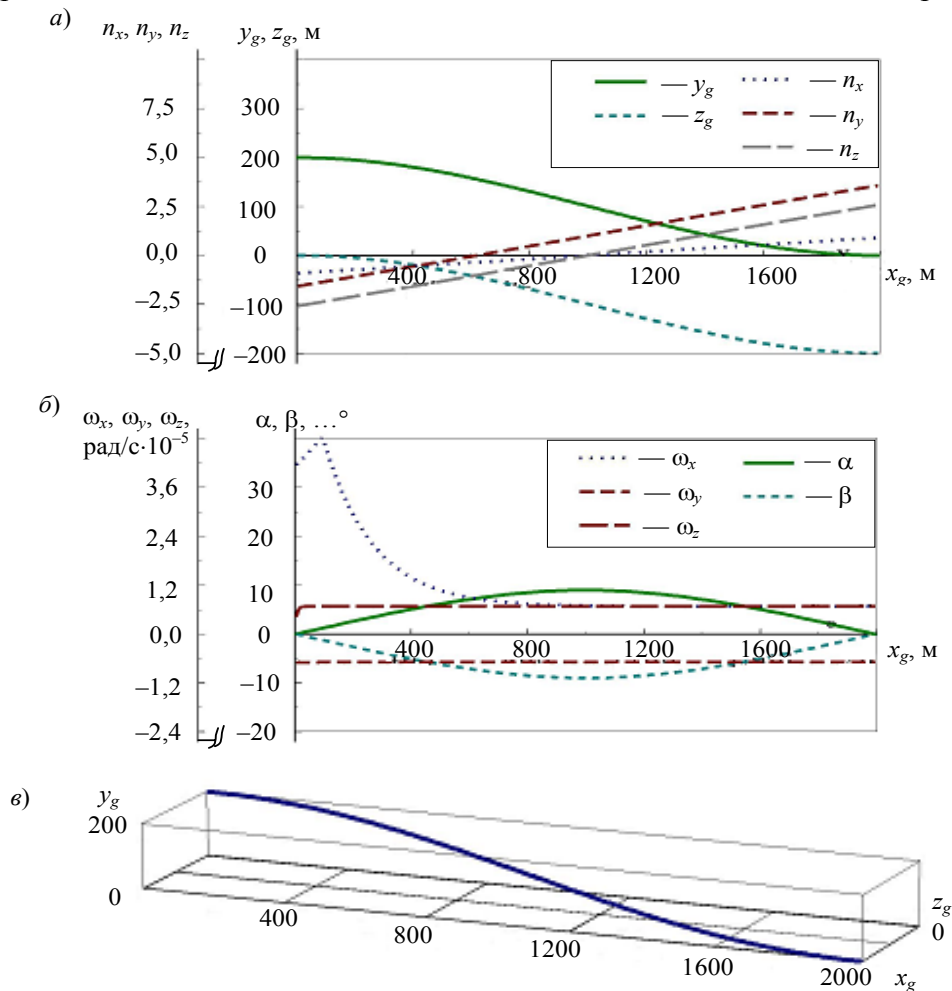 а)
n_x, n_y, n_z
y_g, z_g, м
— y_g
— n_x
— z_g
— n_y
— n_z
7,5
300
5,0
200
2,5
100
0,0
0
400
800
1200
1600
x_g, м
–2,5
–100
–5,0
–200
б)
ω_x, ω_y, ω_z,
рад/с·10⁻⁵
α, β, …°
— ω_x
— α
— ω_y
— β
— ω_z
3,6
30
2,4
20
1,2
10
0,0
0
400
800
1200
1600
x_g, м
–1,2
–10
–2,4
–20
в)
y_g
200
0
400
800
1200
1600
2000
x_g
z_g
0